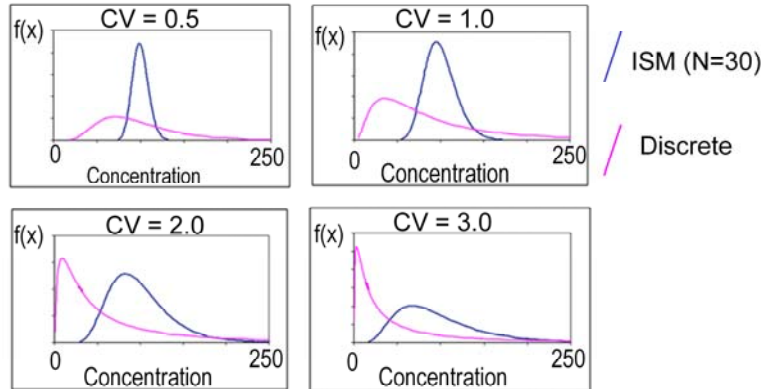 CV = 0.5
f(x)
0
250
Concentration
CV = 1.0
f(x)
0
250
Concentration
ISM (N=30)
Discrete
CV = 2.0
f(x)
0
250
Concentration
CV = 3.0
f(x)
0
250
Concentration